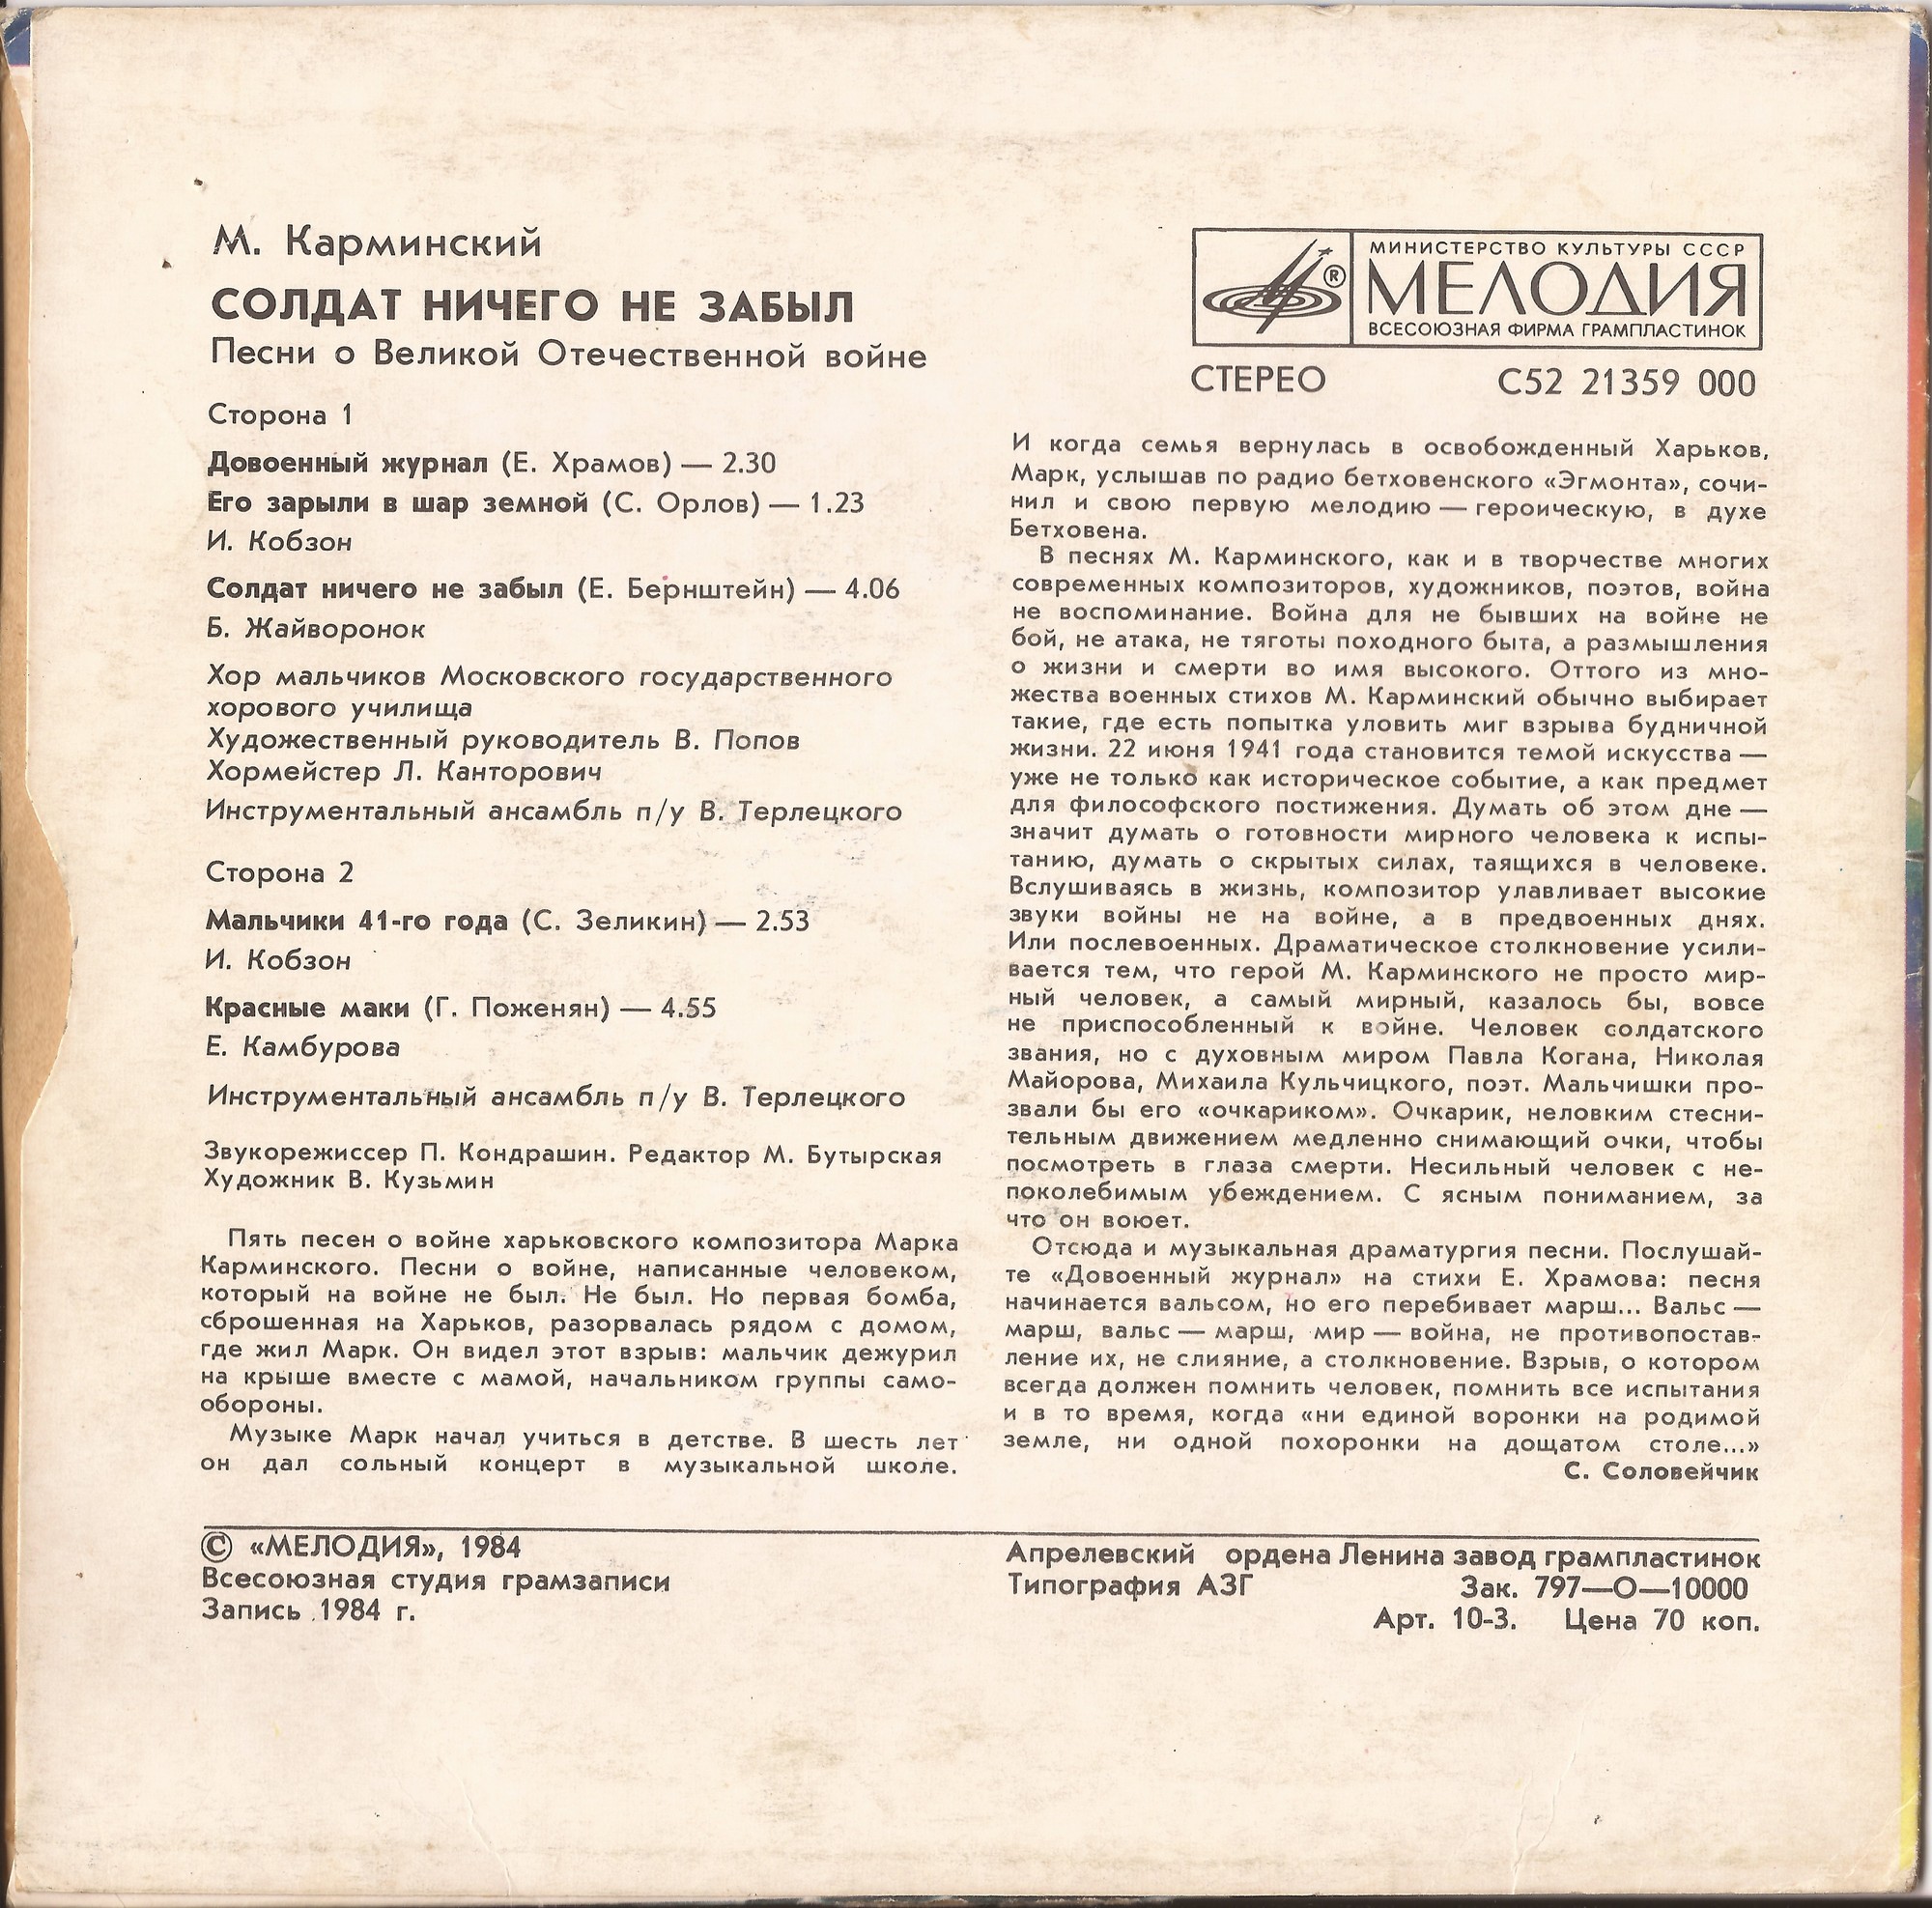 М. Карминский
СОЛДАТ НИЧЕГО НЕ ЗАБЫЛ
Песни о Великой Отечественной войне
Сторона 1
Довоенный журнал (Е. Храмов) — 2.30
Его зарыли в шар земной (С. Орлов) — 1.23
И. Кобзон
Солдат ничего не забыл (Е. Бернштейн) — 4.06
Б. Жайворонок
Хор мальчиков Московского государственного
хорового училища
Художественный руководитель В. Попов
Хормейстер Л. Канторович
Инструментальный ансамбль п/у В. Терлецкого
Сторона 2
Мальчики 41-го года (С. Зеликин) — 2.53
И. Кобзон
Красные маки (Г. Поженян) — 4.55
Е. Камбурова
Инструментальный ансамбль п/у В. Терлецкого
Звукорежиссер П. Кондрашин. Редактор М. Бутырская
Художник В. Кузьмин
Пять песен о войне харьковского композитора Марка
Карминского. Песни о войне, написанные человеком,
который на войне не был. Не был. Но первая бомба,
сброшенная на Харьков, разорвалась рядом с домом,
где жил Марк. Он видел этот взрыв: мальчик дежурил
на крыше вместе с мамой, начальником группы само-
обороны.
Музыке Марк начал учиться в детстве. В шесть лет
он дал сольный концерт в музыкальной школе.
®
МИНИСТЕРСТВО КУЛЬТУРЫ СССР
МЕЛОДИЯ
ВСЕСОЮЗНАЯ ФИРМА ГРАМПЛАСТИНОК
СТЕРЕО С52 21359 000
И когда семья вернулась в освобожденный Харьков,
Марк, услышав по радио бетховенского «Эгмонта», сочи-
нил и свою первую мелодию — героическую, в духе
Бетховена.
В песнях М. Карминского, как и в творчестве многих
современных композиторов, художников, поэтов, война
не воспоминание. Война для не бывших на войне не
бой, не атака, не тяготы походного быта, а размышления
о жизни и смерти во имя высокого. Оттого из мно-
жества военных стихов М. Карминский обычно выбирает
такие, где есть попытка уловить миг взрыва будничной
жизни. 22 июня 1941 года становится темой искусства —
уже не только как историческое событие, а как предмет
для философского постижения. Думать об этом дне —
значит думать о готовности мирного человека к испы-
танию, думать о скрытых силах, таящихся в человеке.
Вслушиваясь в жизнь, композитор улавливает высокие
звуки войны не на войне, а в предвоенных днях.
Или послевоенных. Драматическое столкновение усили-
вается тем, что герой М. Карминского не просто мир-
ный человек, а самый мирный, казалось бы, вовсе
не приспособленный к войне. Человек солдатского
звания, но с духовным миром Павла Когана, Николая
Майорова, Михаила Кульчицкого, поэт. Мальчишки про-
звали бы его «очкариком». Очкарик, неловким стесни-
тельным движением медленно снимающий очки, чтобы
посмотреть в глаза смерти. Несильный человек с не-
поколебимым убеждением. С ясным пониманием, за
что он воюет.
Отсюда и музыкальная драматургия песни. Послушай-
те «Довоенный журнал» на стихи Е. Храмова: песня
начинается вальсом, но его перебивает марш... Вальс —
марш, вальс — марш, мир — война, не противопостав-
ление их, не слияние, а столкновение. Взрыв, о котором
всегда должен помнить человек, помнить все испытания
и в то время, когда «ни единой воронки на родимой
земле, ни одной похоронки на дощатом столе...»
С. Соловейчик
© «МЕЛОДИЯ», 1984
Всесоюзная студия грамзаписи
Запись 1984 г.
Апрелевский ордена Ленина завод грампластинок
Типография АЗГ Зак. 797—О—10000
Арт. 10-3. Цена 70 коп.